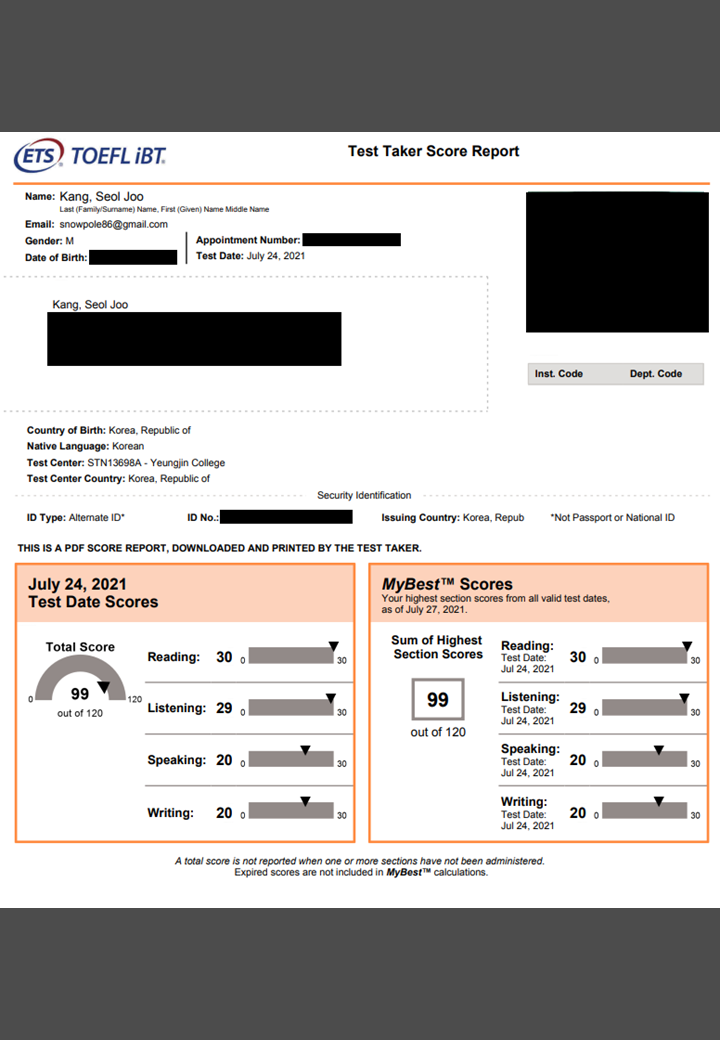 ETS® TOEFL iBT®
Test Taker Score Report
Name: Kang, Seol Joo
Last (Family/Surname) Name, First (Given) Name Middle Name
Email: snowpole86@gmail.com
Gender: M
Date of Birth:
Appointment Number:
Test Date: July 24, 2021
Kang, Seol Joo
Inst. Code Dept. Code
Country of Birth: Korea, Republic of
Native Language: Korean
Test Center: STN13698A - Yeungjin College
Test Center Country: Korea, Republic of
Security Identification
ID Type: Alternate ID* ID No.: Issuing Country: Korea, Repub *Not Passport or National ID
THIS IS A PDF SCORE REPORT, DOWNLOADED AND PRINTED BY THE TEST TAKER.
July 24, 2021
Test Date Scores
Total Score
0 99 120
out of 120
Reading: 30 0 30
Listening: 29 0 30
Speaking: 20 0 30
Writing: 20 0 30
MyBest™ Scores
Your highest section scores from all valid test dates,
as of July 27, 2021.
Sum of Highest
Section Scores
99
out of 120
Reading:
Test Date:
Jul 24, 2021
30 0 30
Listening:
Test Date:
Jul 24, 2021
29 0 30
Speaking:
Test Date:
Jul 24, 2021
20 0 30
Writing:
Test Date:
Jul 24, 2021
20 0 30
A total score is not reported when one or more sections have not been administered.
Expired scores are not included in MyBest™ calculations.